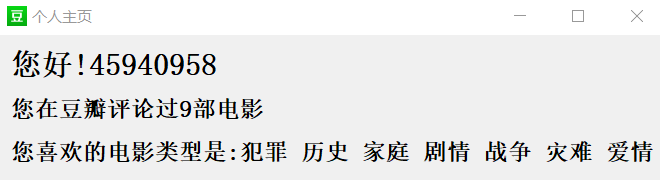 豆 个人主页
您好!45940958
您在豆瓣评论过9部电影
您喜欢的电影类型是:犯罪 历史 家庭 剧情 战争 灾难 爱情